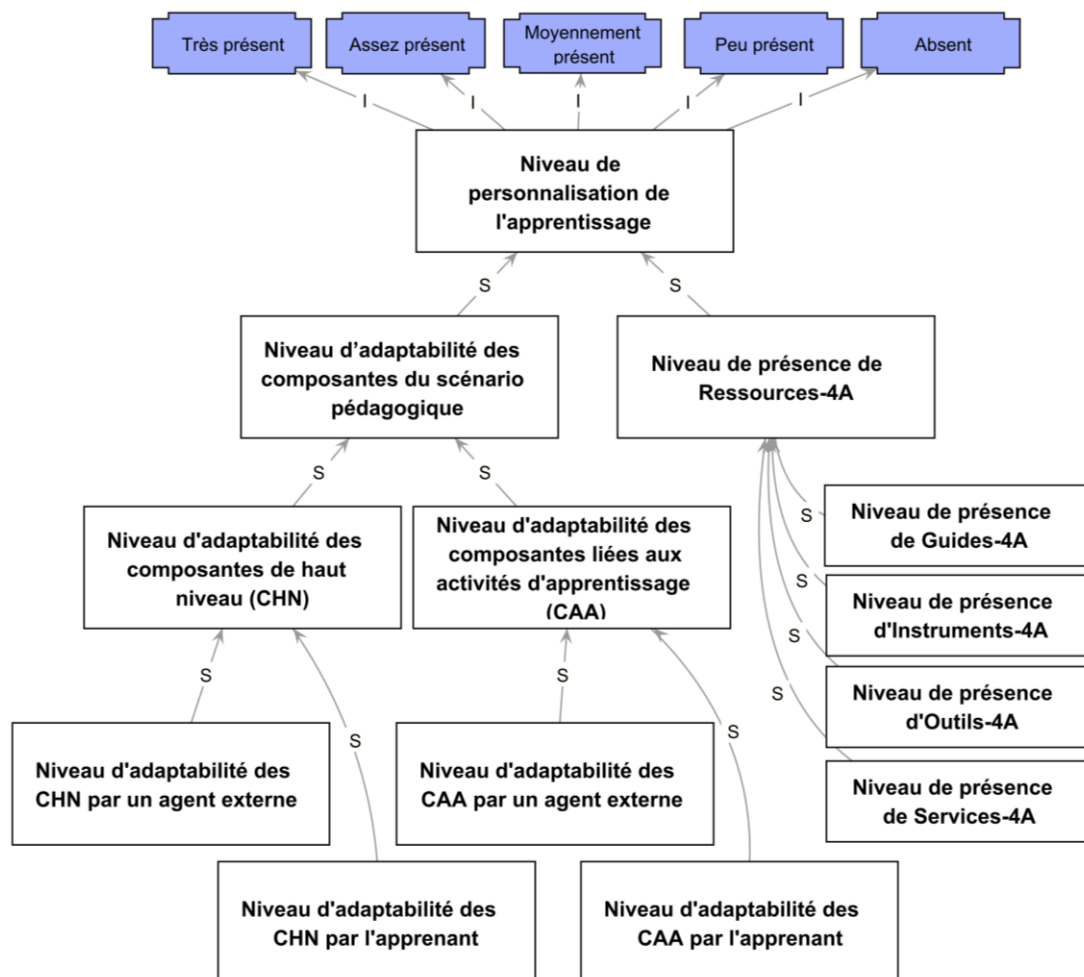 Très présent
Assez présent
Moyennement
présent
Peu présent
Absent
I
I
I
I
I
Niveau de
personnalisation de
l'apprentissage
S
S
Niveau d’adaptabilité des
composantes du scénario
pédagogique
Niveau de présence de
Ressources-4A
S
S
Niveau d'adaptabilité des
composantes de haut
niveau (CHN)
Niveau d'adaptabilité des
composantes liées aux
activités d'apprentissage
(CAA)
S
Niveau de présence
de Guides-4A
S
Niveau de présence
d'Instruments-4A
S
Niveau de présence
d'Outils-4A
S
Niveau de présence
de Services-4A
S
S
S
S
Niveau d'adaptabilité des
CHN par un agent externe
Niveau d'adaptabilité des
CAA par un agent externe
Niveau d'adaptabilité des
CHN par l'apprenant
Niveau d'adaptabilité des
CAA par l'apprenant